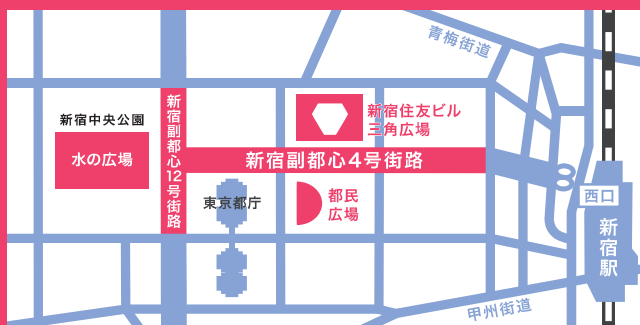 青梅街道
新宿中央公園
水の広場
新宿副都心12号街路
新宿住友ビル
三角広場
新宿副都心4号街路
東京都庁
都民
広場
西口
新宿駅
甲州街道